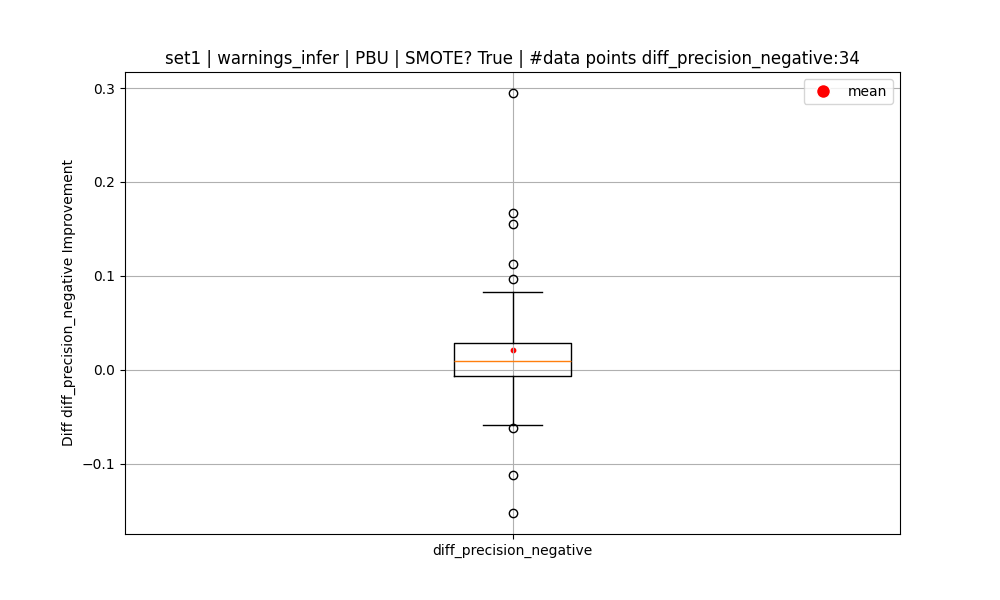 set1 | warnings_infer | PBU | SMOTE? True | #data points diff_precision_negative:34
mean
0.3
0.2
0.1
0.0
−0.1
Diff diff_precision_negative Improvement
diff_precision_negative